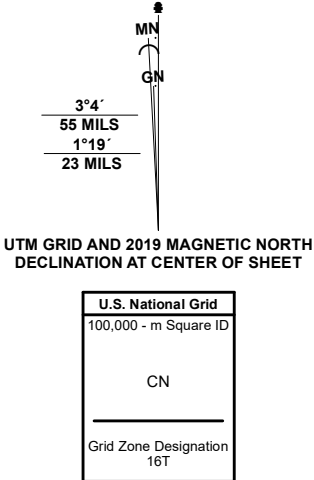 MN
GN
3°4´
55 MILS
1°19´
23 MILS
UTM GRID AND 2019 MAGNETIC NORTH
DECLINATION AT CENTER OF SHEET
U.S. National Grid
100,000 - m Square ID
CN
Grid Zone Designation
16T